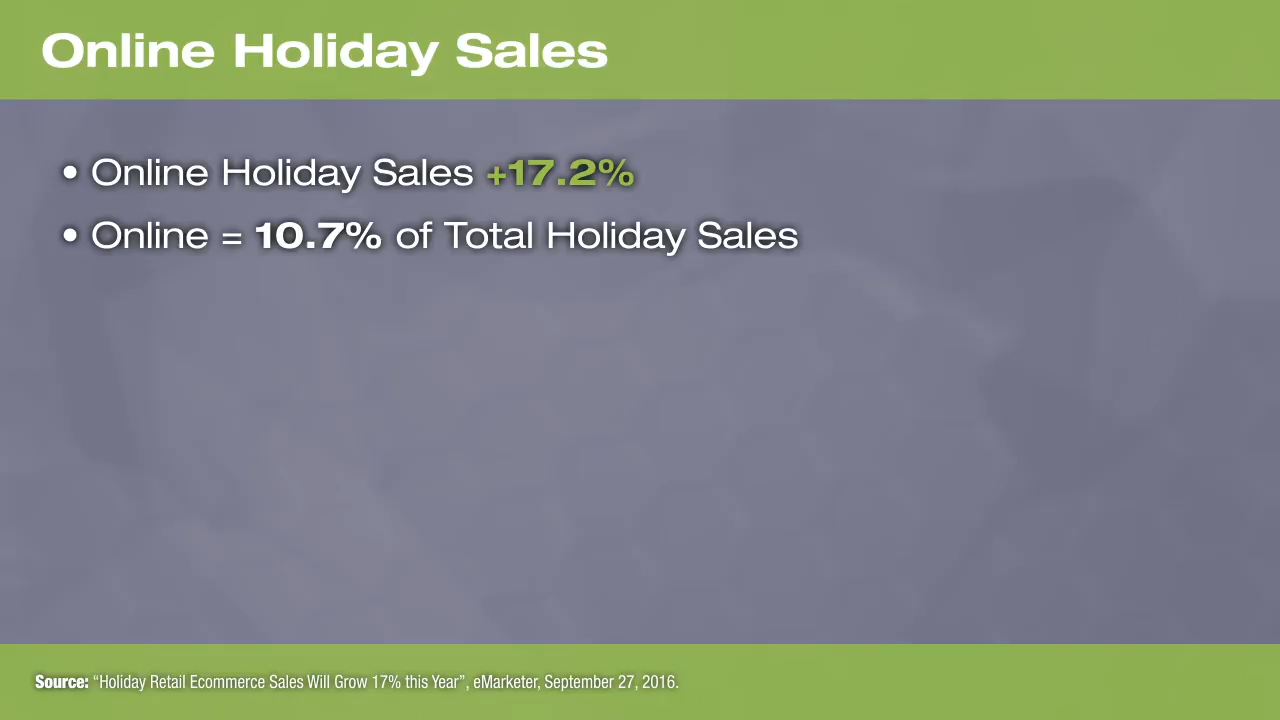 Online Holiday Sales
• Online Holiday Sales +17.2%
• Online = 10.7% of Total Holiday Sales
Source: “Holiday Retail Ecommerce Sales Will Grow 17% this Year”, eMarketer, September 27, 2016.